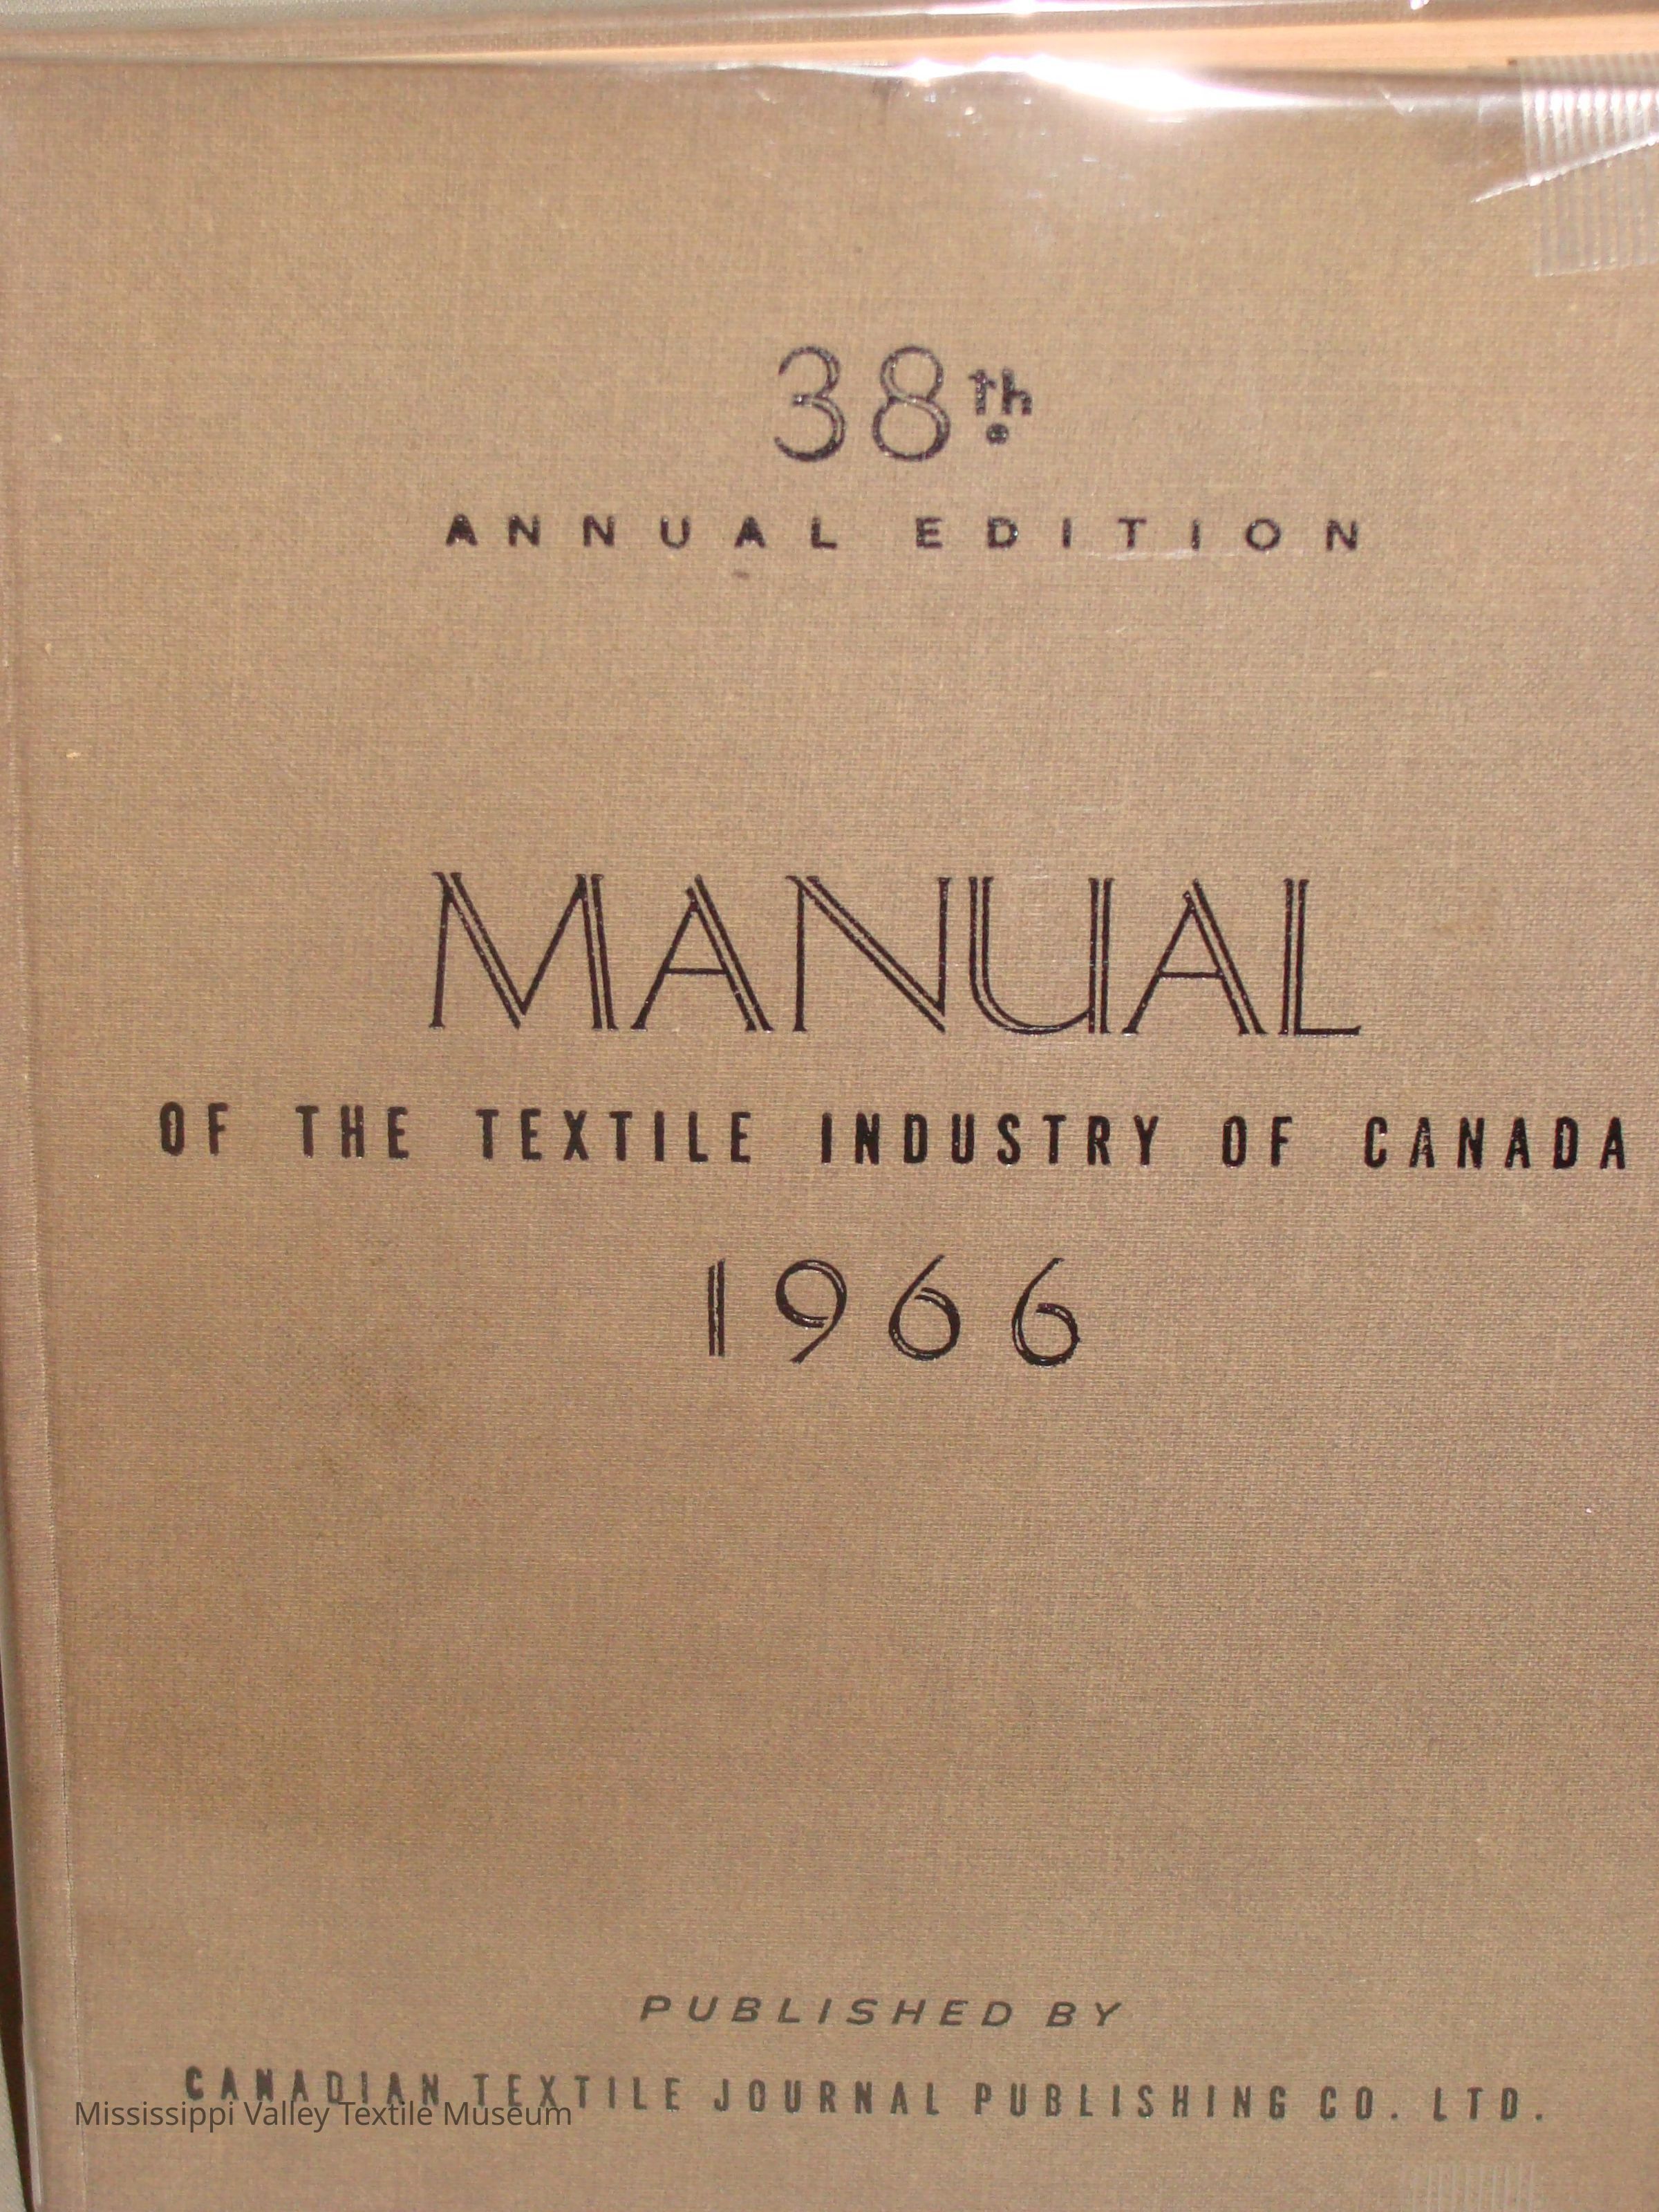 38th
ANNUAL EDITION
MANUAL
OF THE TEXTILE INDUSTRY OF CANADA
1966
PUBLISHED BY
CANADIAN TEXTILE JOURNAL PUBLISHING CO. LTD.
Mississippi Valley Textile Museum